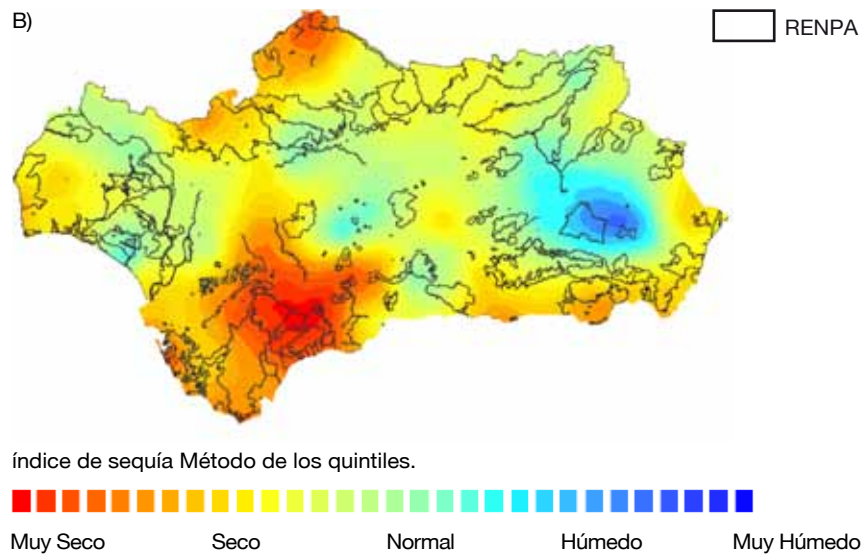 B)
RENPA
índice de sequía Método de los quintiles.
Muy Seco Seco Normal Húmedo Muy Húmedo